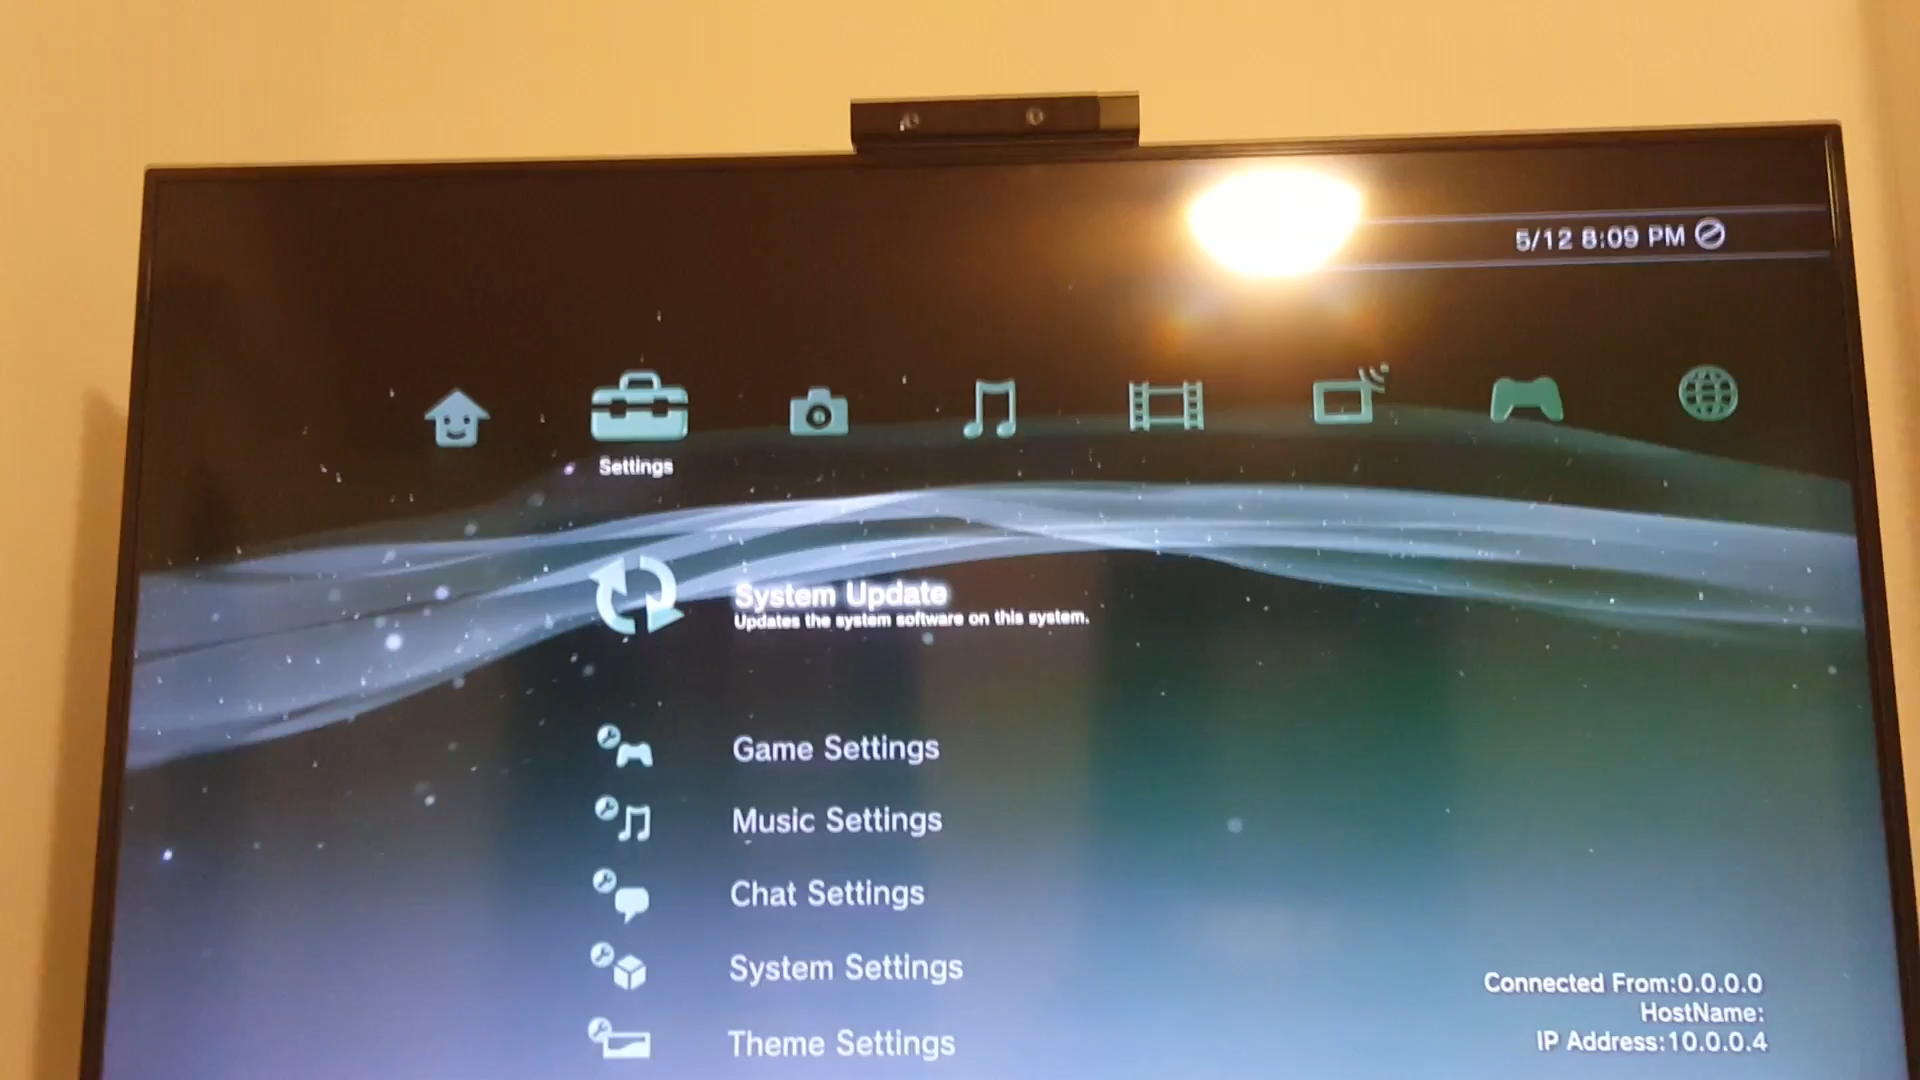 5/12 8:09 PM
Settings
System Update
Updates the system software on this system.
Game Settings
Music Settings
Chat Settings
System Settings
Theme Settings
Connected From:0.0.0.0
HostName:
IP Address:10.0.0.4